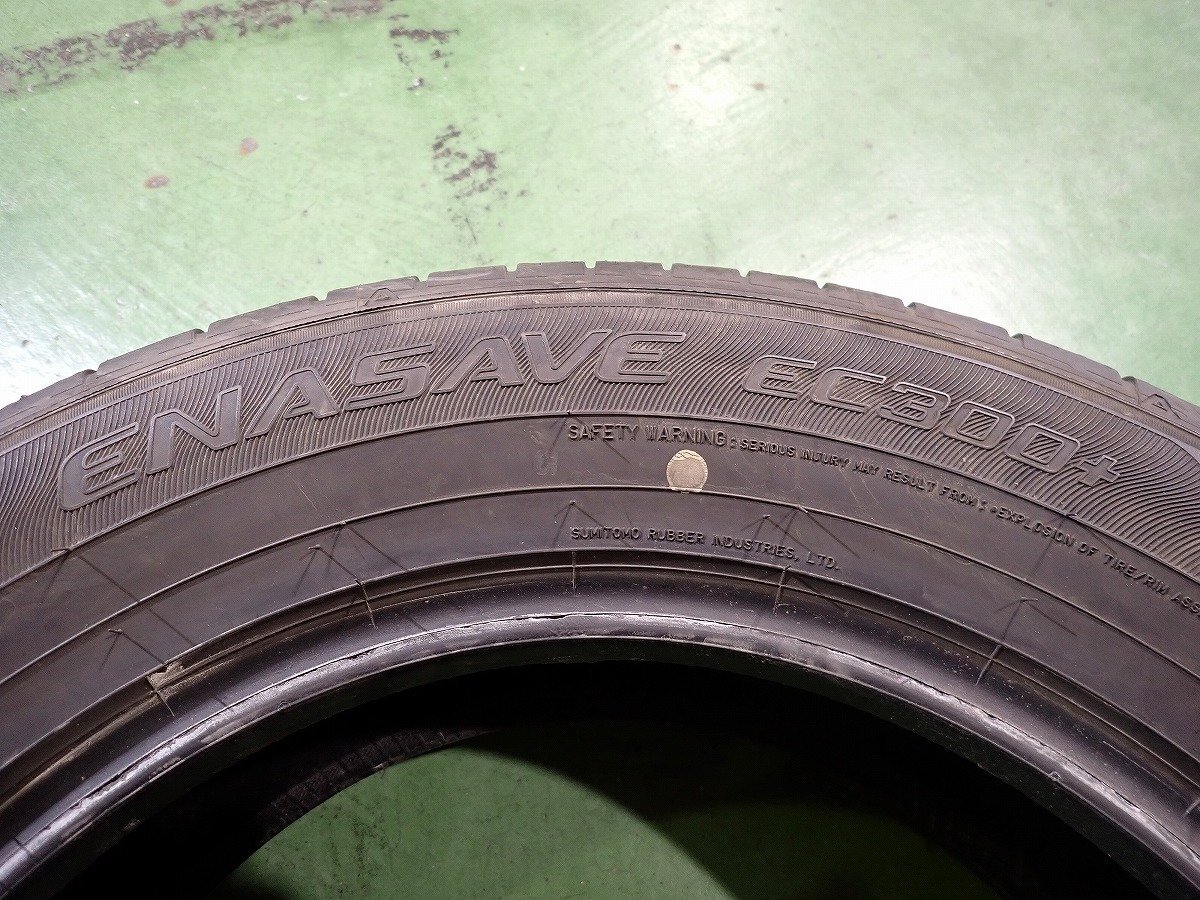 ENASAVE EC300+
SAFETY WARNING: SERIOUS INJURY MAY RESULT FROM: •EXPLOSION OF TIRE/RIM
SUMITOMO RUBBER INDUSTRIES, LTD.